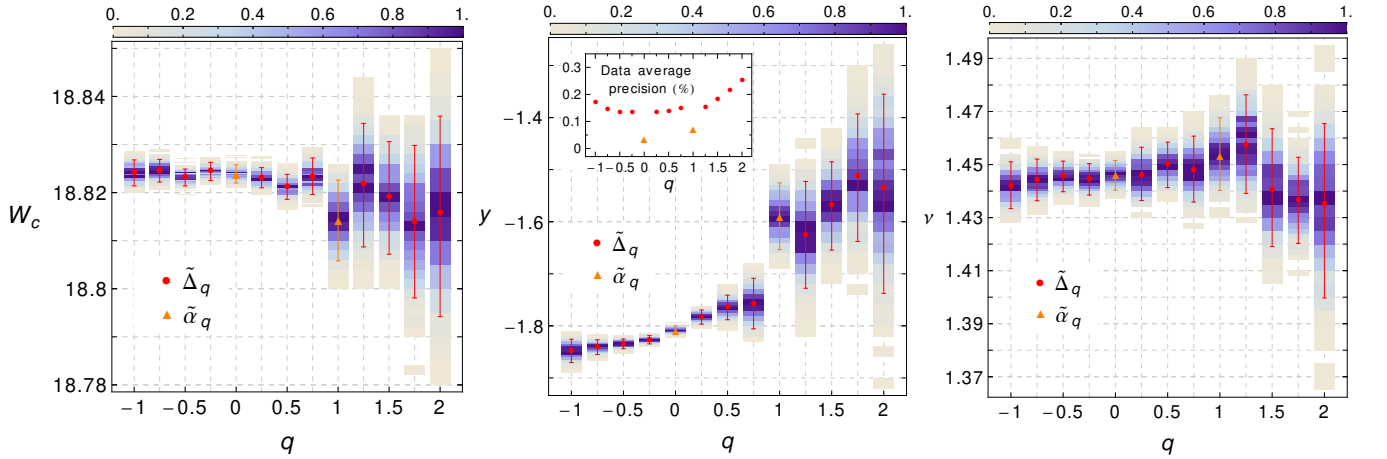 0. 0.2 0.4 0.6 0.8 1.
18.84
18.82
18.8
18.78
W_c
Δ̃_q
α̃_q
−1 −0.5 0 0.5 1 1.5 2
q
0. 0.2 0.4 0.6 0.8 1.
−1.4
−1.6
−1.8
y
0.3
0.2
0.1
0
Data average
precision (%)
−1 −0.5 0 0.5 1 1.5 2
q
Δ̃_q
α̃_q
−1 −0.5 0 0.5 1 1.5 2
q
0. 0.2 0.4 0.6 0.8 1.
1.49
1.47
1.45
1.43
1.41
1.39
1.37
ν
Δ̃_q
α̃_q
−1 −0.5 0 0.5 1 1.5 2
q